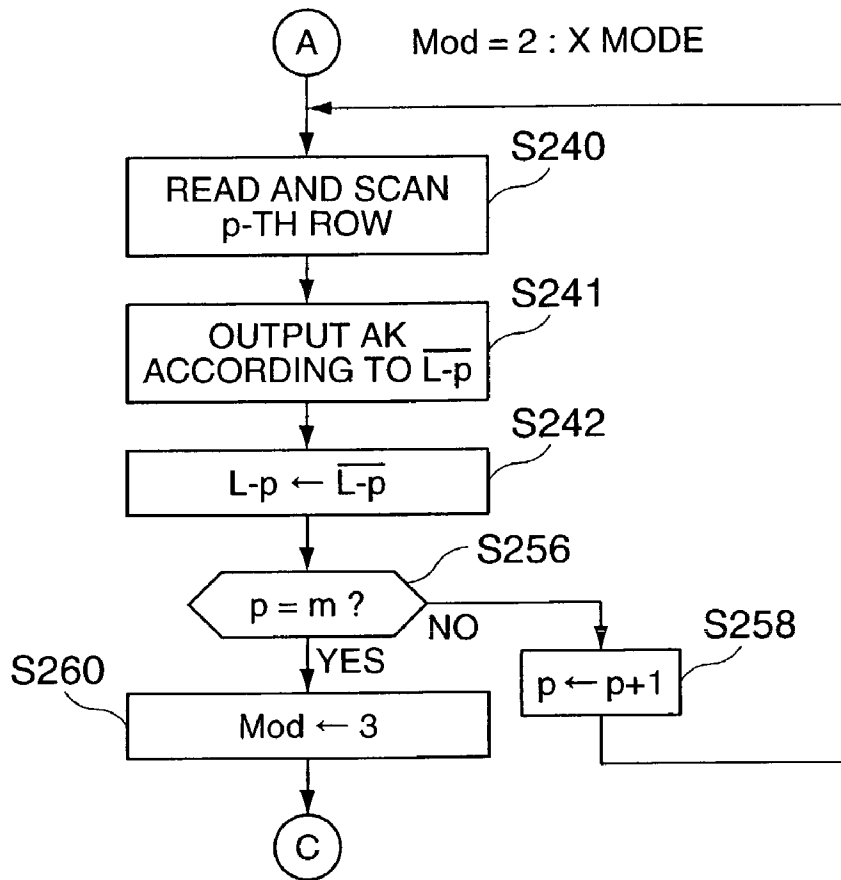 A
Mod = 2 : X MODE
S240
READ AND SCAN
p-TH ROW
S241
OUTPUT AK
ACCORDING TO L̅-̅p̅
S242
L-p ← L̅-̅p̅
S256
p = m ?
NO
YES
S258
p ← p+1
S260
Mod ← 3
C